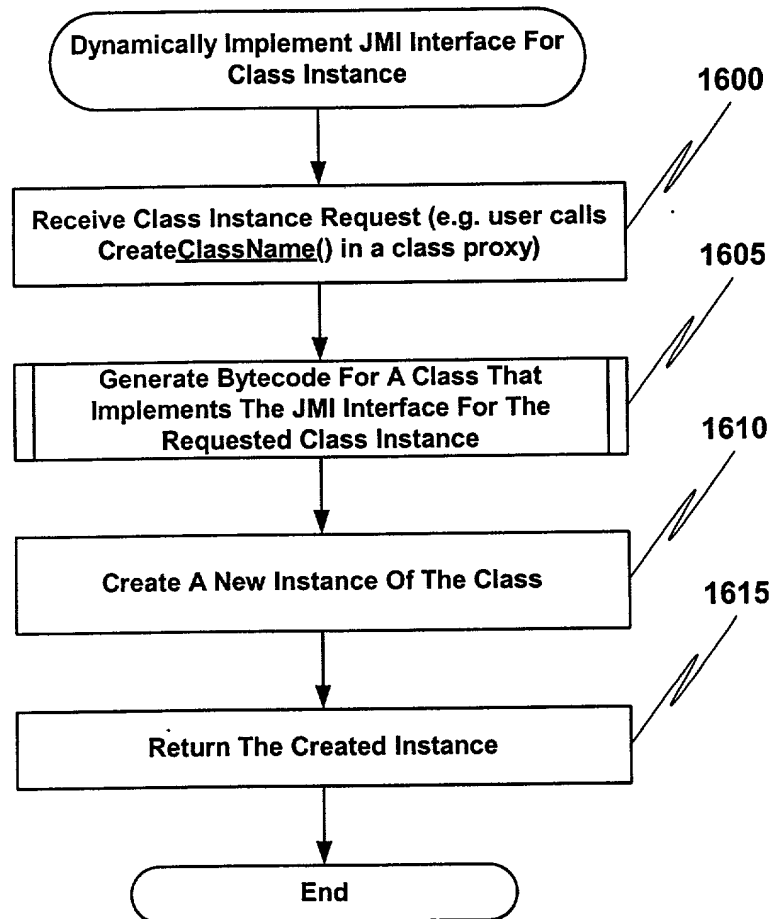 Dynamically Implement JMI Interface For
Class Instance
1600
Receive Class Instance Request (e.g. user calls
CreateClassName() in a class proxy)
1605
Generate Bytecode For A Class That
Implements The JMI Interface For The
Requested Class Instance
1610
Create A New Instance Of The Class
1615
Return The Created Instance
End